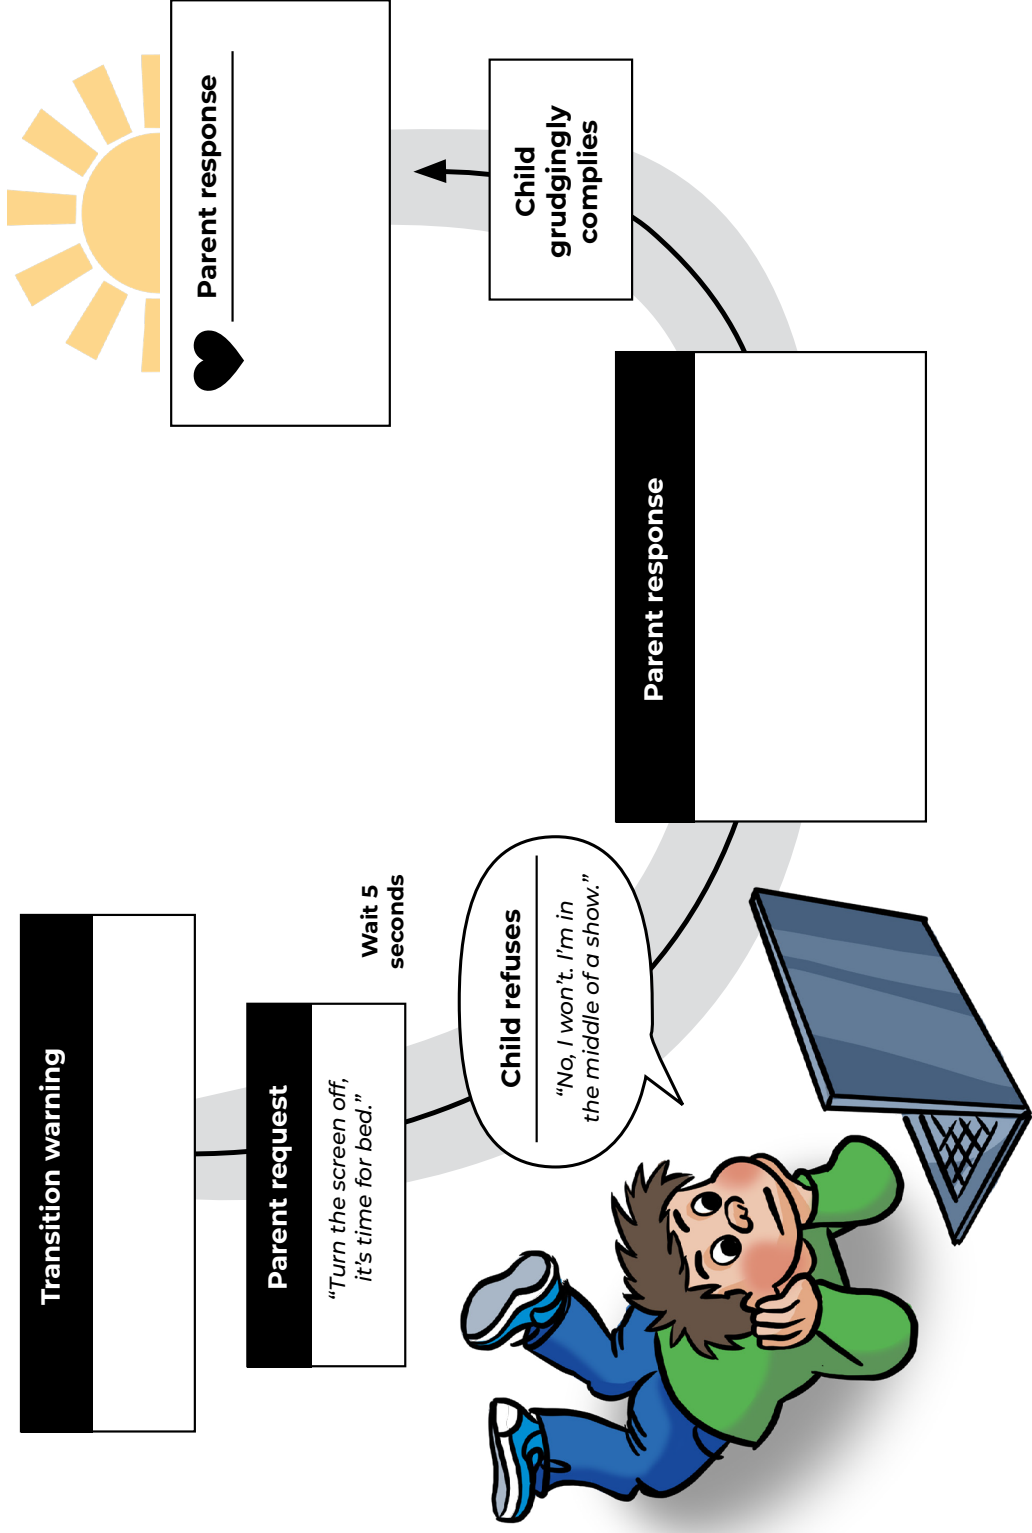 Transition warning
Parent request
“Turn the screen off,
it’s time for bed.”
Wait 5
seconds
Child refuses
“No, I won’t. I’m in
the middle of a show.”
Parent response
Child
grudgingly
complies
Parent response